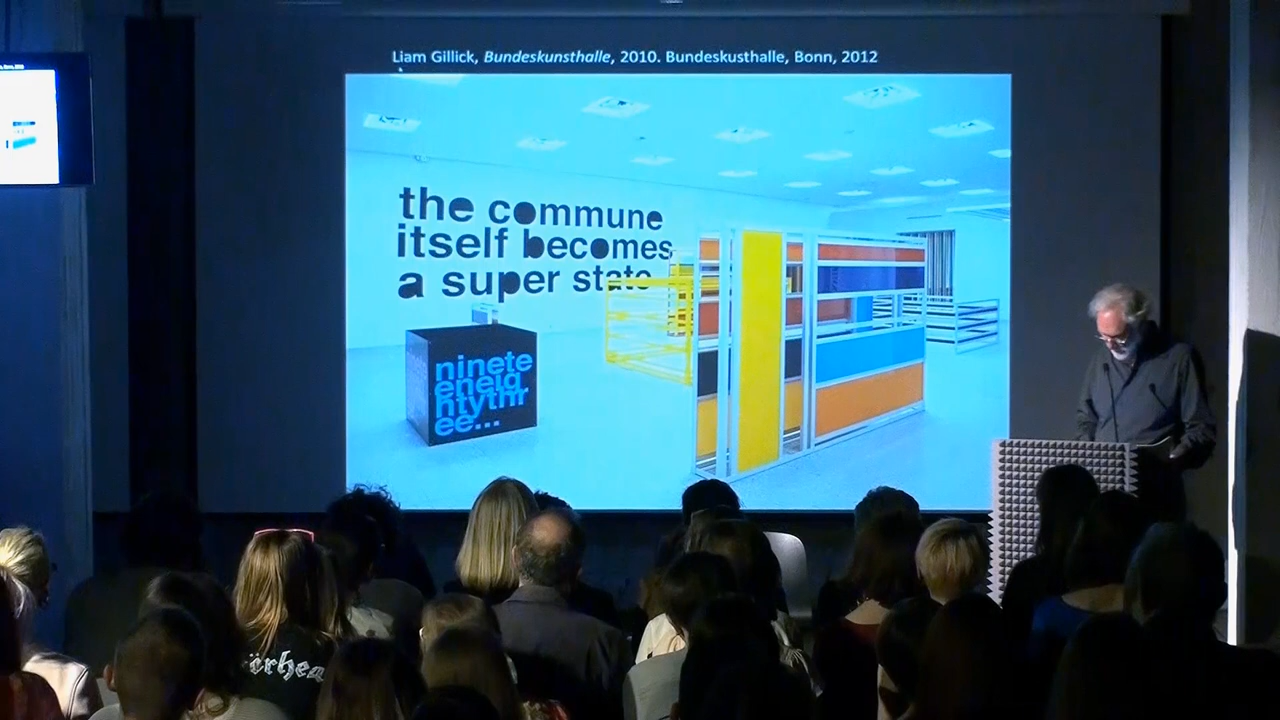 Liam Gillick, Bundeskunsthalle, 2010. Bundeskusthalle, Bonn, 2012
the commune
itself becomes
a super state
ninete
eneig
htythr
ee...